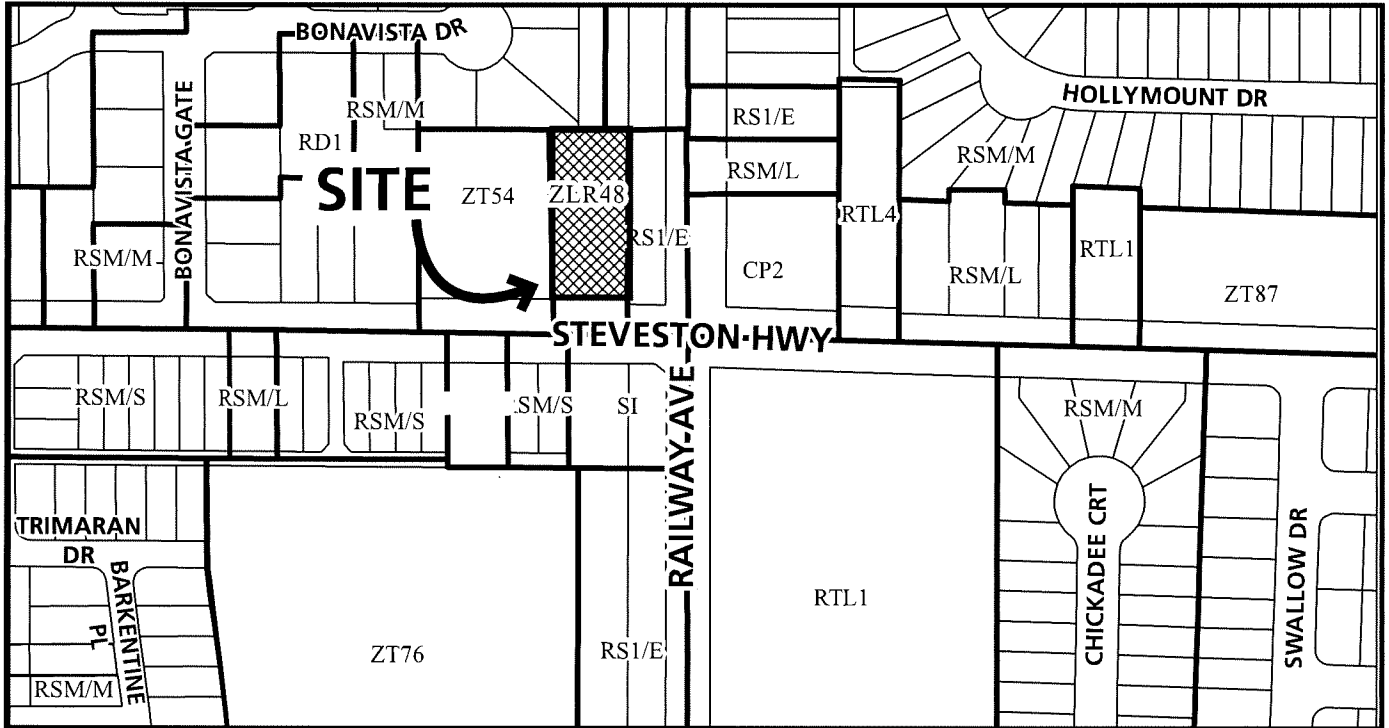 BONAVISTA DR
HOLLYMOUNT DR
BONAVISTA GATE
RSM/M
RD1
SITE
ZT54
ZLR48
RS1/E
RS1/E
RSM/L
CP2
RTL4
RSM/M
RSM/L
RTL1
ZT87
RSM/M
STEVESTON HWY
RAILWAY AVE
RSM/S
RSM/L
RSM/S
SM/S
SI
RSM/M
TRIMARAN
DR
BARKENTINE
PL
RSM/M
ZT76
RS1/E
RTL1
CHICKADEE CRT
SWALLOW DR